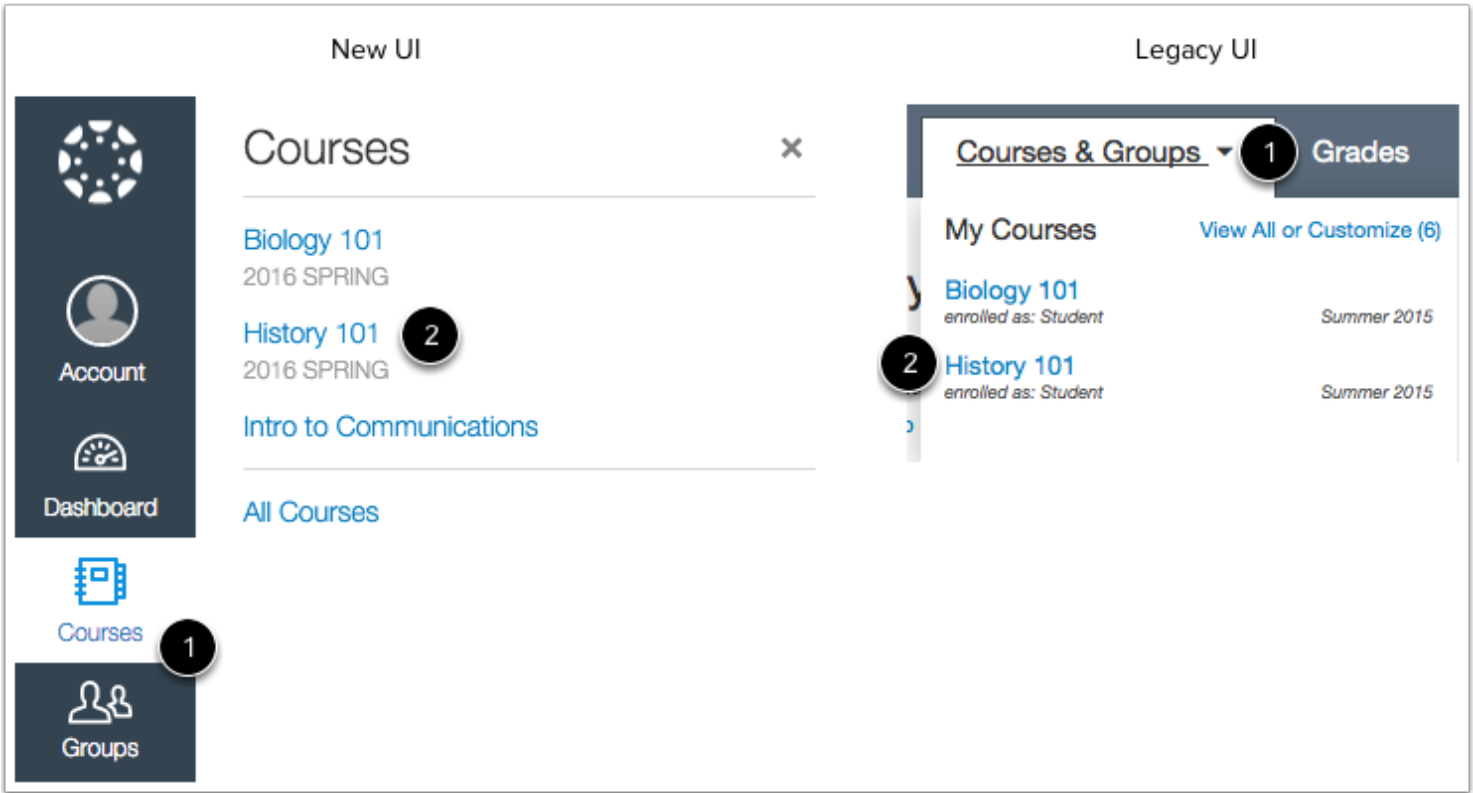 New UI
Legacy UI
Courses ×
Biology 101
2016 SPRING
History 101 2
2016 SPRING
Intro to Communications
All Courses
Account
Dashboard
Courses 1
Groups
Courses & Groups 1 Grades
My Courses View All or Customize (6)
Biology 101
enrolled as: Student Summer 2015
2 History 101
enrolled as: Student Summer 2015